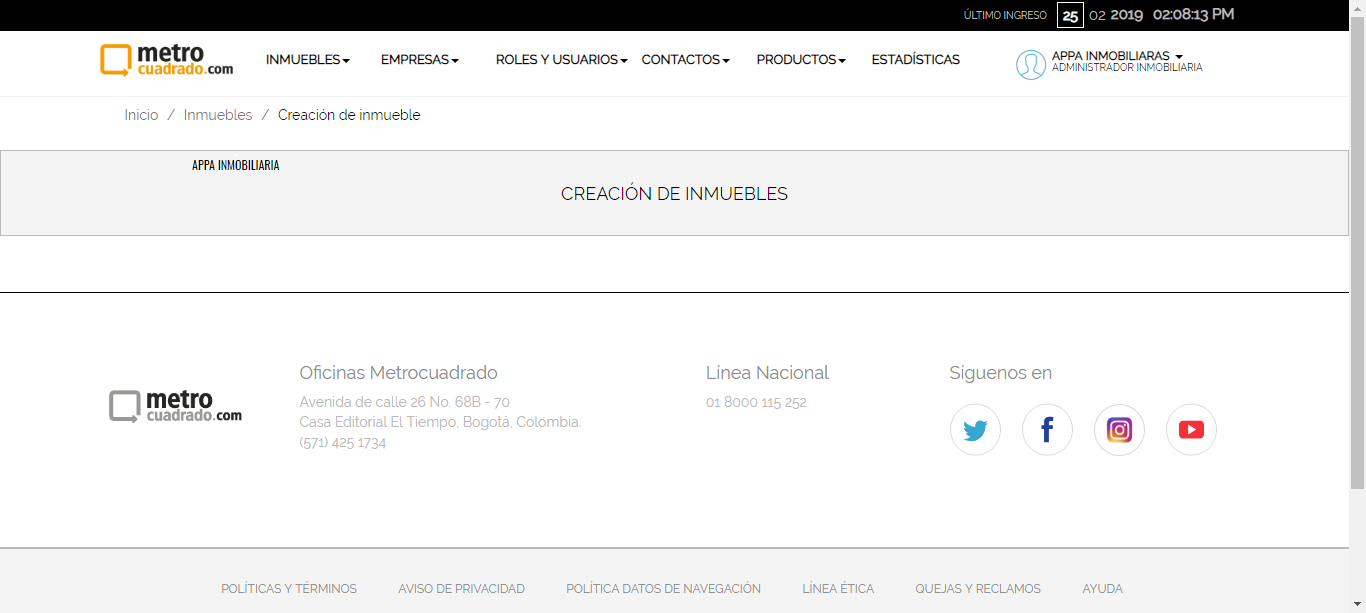 ÚLTIMO INGRESO 25 02 2019 02:08:13 PM
metro
cuadrado.com
INMUEBLES EMPRESAS ROLES Y USUARIOS CONTACTOS PRODUCTOS ESTADÍSTICAS
APPA INMOBILIARAS
ADMINISTRADOR INMOBILIARIA
Inicio / Inmuebles / Creación de inmueble
APPA INMOBILIARIA
CREACIÓN DE INMUEBLES
metro
cuadrado.com
Oficinas Metrocuadrado
Avenida de calle 26 No. 68B - 70
Casa Editorial El Tiempo, Bogotá, Colombia.
(571) 425 1734
Línea Nacional
01 8000 115 252
Síguenos en
POLÍTICAS Y TÉRMINOS AVISO DE PRIVACIDAD POLÍTICA DATOS DE NAVEGACIÓN LÍNEA ÉTICA QUEJAS Y RECLAMOS AYUDA